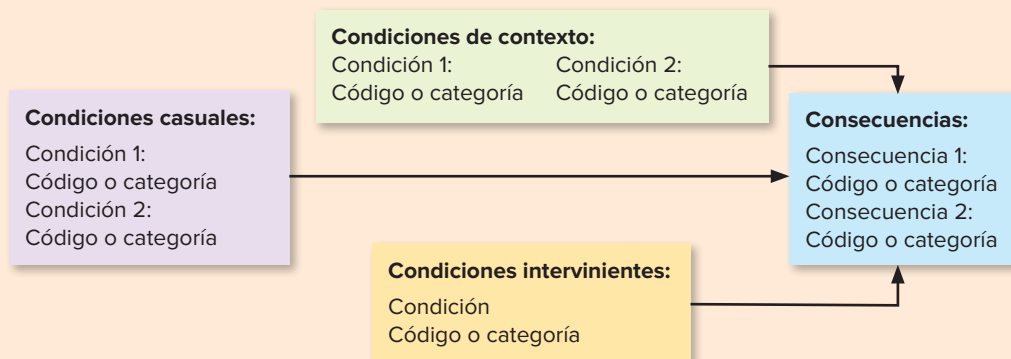 Condiciones de contexto:
Condición 1: Condición 2:
Código o categoría Código o categoría
Condiciones casuales:
Condición 1:
Código o categoría
Condición 2:
Código o categoría
Consecuencias:
Consecuencia 1:
Código o categoría
Consecuencia 2:
Código o categoría
Condiciones intervinientes:
Condición
Código o categoría